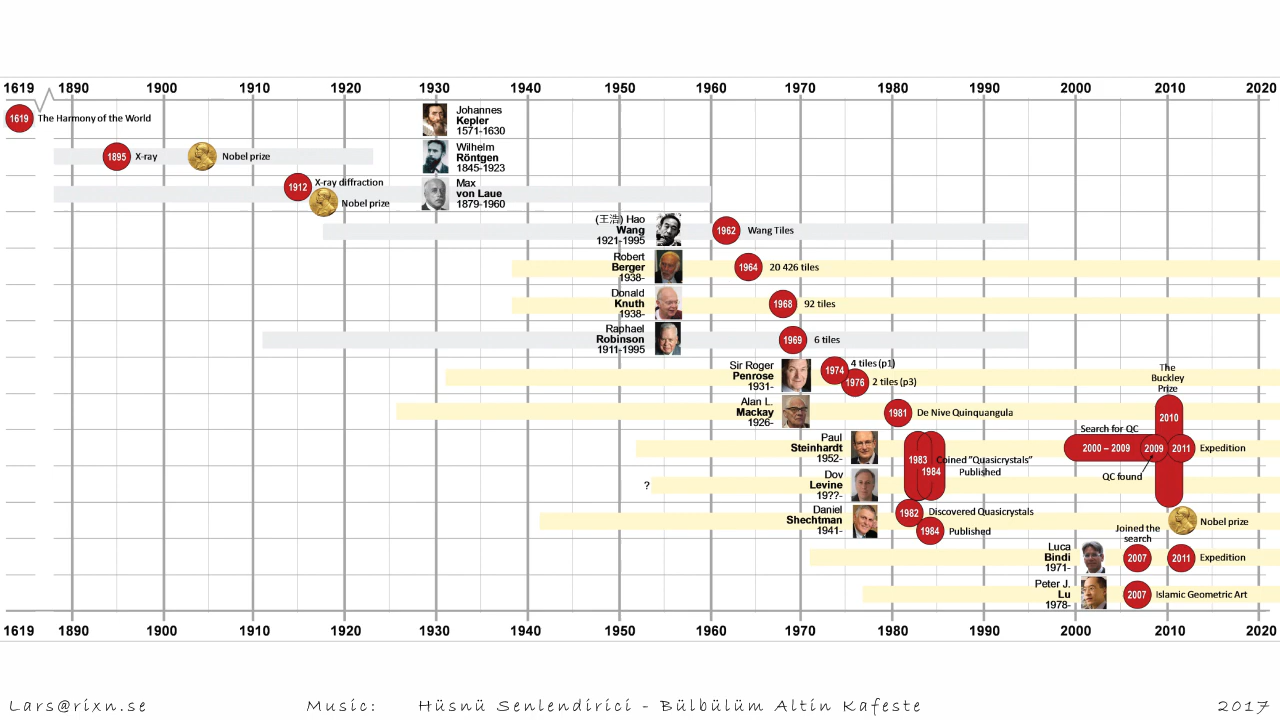 1619 1890 1900 1910 1920 1930 1940 1950 1960 1970 1980 1990 2000 2010 2020
1619 The Harmony of the World
Johannes
Kepler
1571-1630
1895 X-ray Nobel prize
Wilhelm
Röntgen
1845-1923
1912 X-ray diffraction
Nobel prize
Max
von Laue
1879-1960
(王浩) Hao
Wang
1921-1995
1962 Wang Tiles
Robert
Berger
1938-
1964 20 426 tiles
Donald
Knuth
1938-
1968 92 tiles
Raphael
Robinson
1911-1995
1969 6 tiles
Sir Roger
Penrose
1931-
1974 4 tiles (p1)
1976 2 tiles (p3)
The
Buckley
Prize
2010
Alan L.
Mackay
1926-
1981 De Nive Quinquangula
Paul
Steinhardt
1952-
1983
1984
Coined "Quasicrystals"
Published
Search for QC
2000 – 2009 2009 2011 Expedition
QC found
?
Dov
Levine
19??-
Daniel
Shechtman
1941-
1982 Discovered Quasicrystals
1984 Published
Nobel prize
Joined the
search
Luca
Bindi
1971-
2007 2011 Expedition
Peter J.
Lu
1978-
2007 Islamic Geometric Art
1619 1890 1900 1910 1920 1930 1940 1950 1960 1970 1980 1990 2000 2010 2020
Lars@rixn.se Music: Hüsnü Senlendirici - Bülbülüm Altin Kafeste 2017